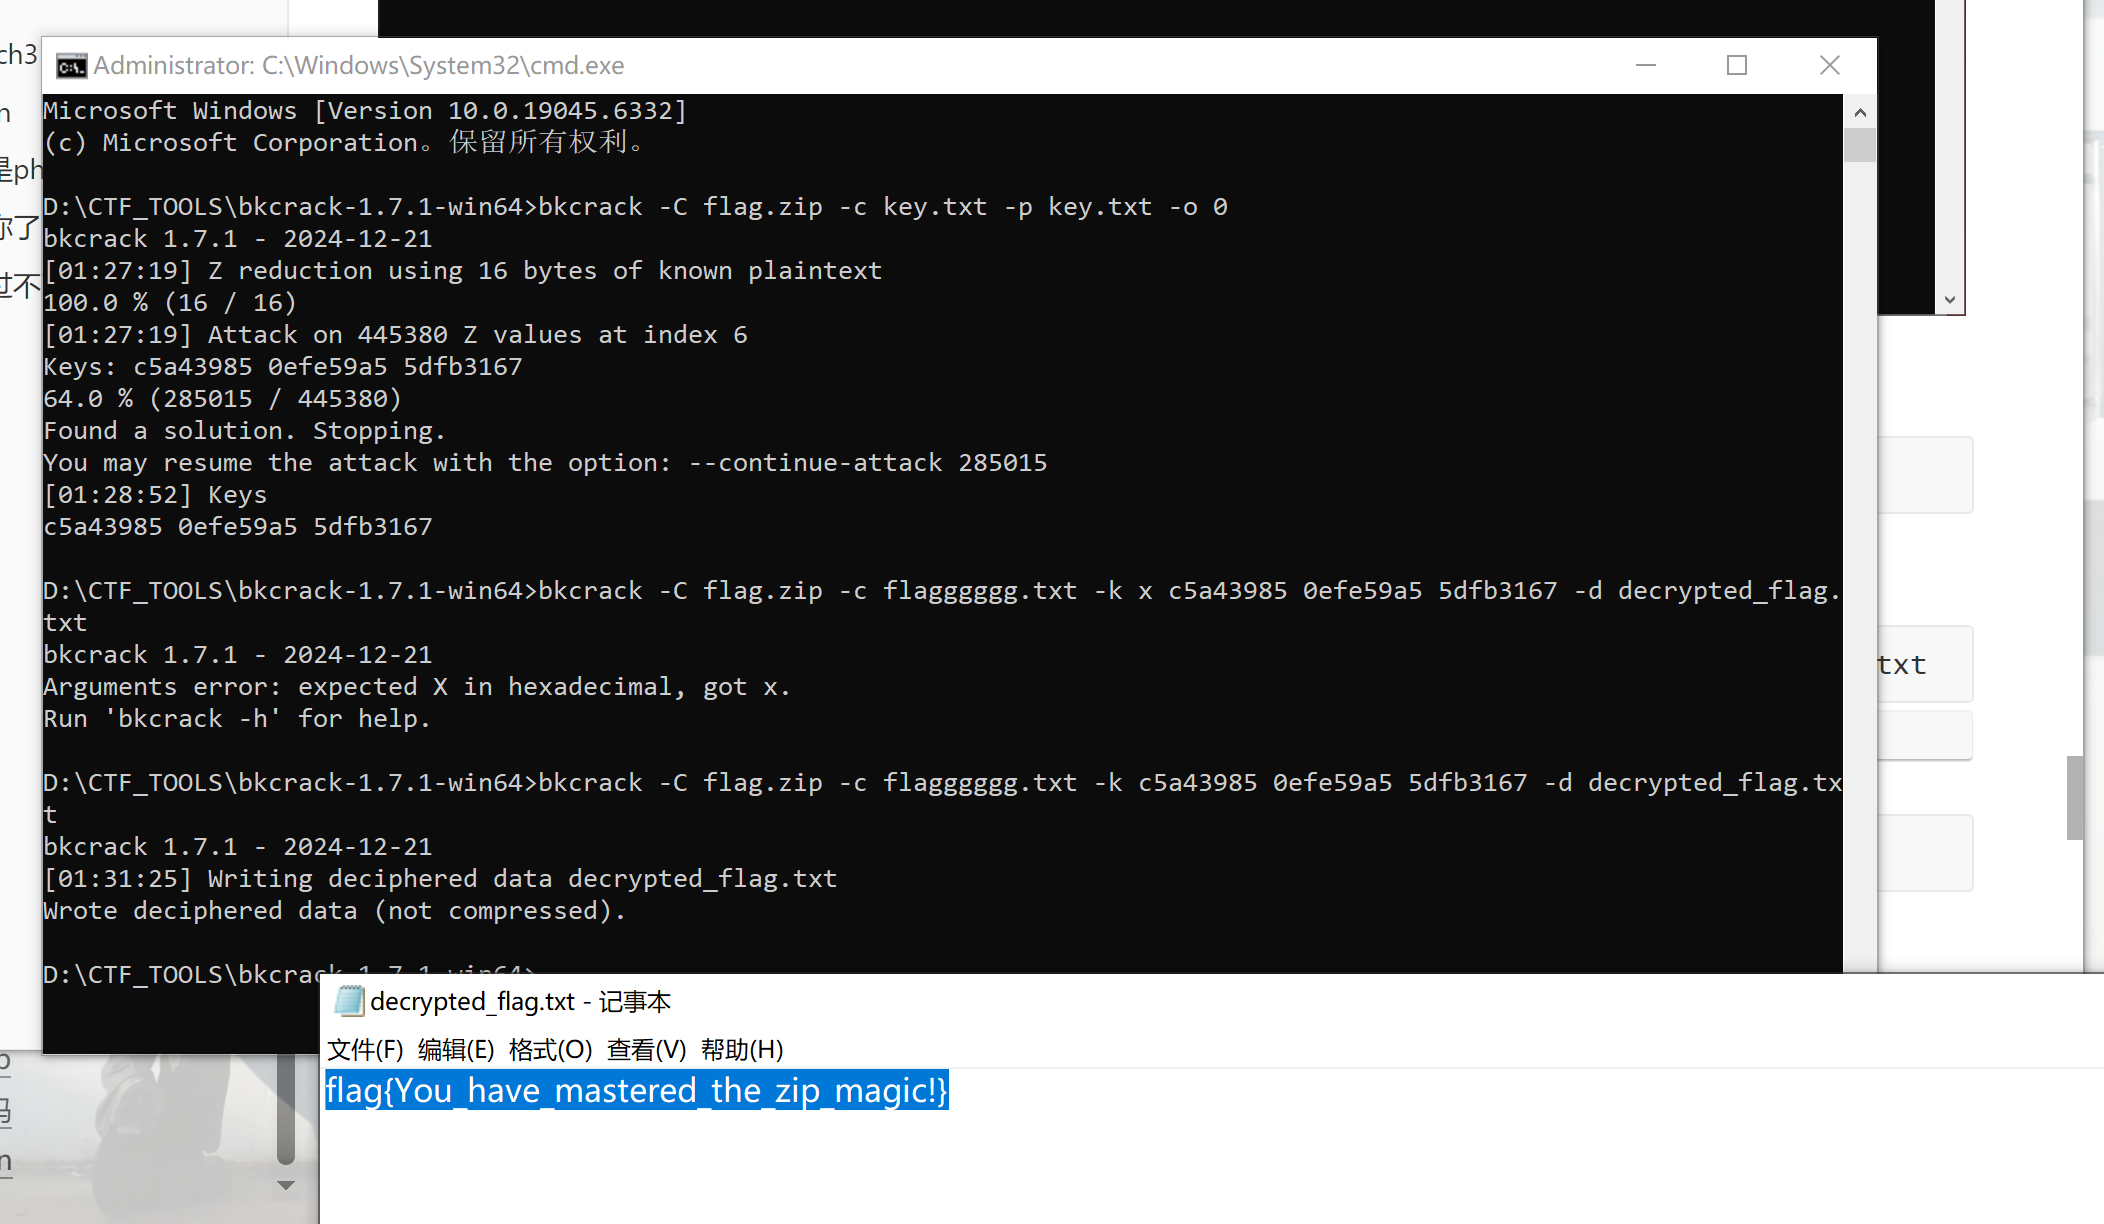 ch3
n
是ph
你了
过不
Administrator: C:\Windows\System32\cmd.exe
Microsoft Windows [Version 10.0.19045.6332]
(c) Microsoft Corporation。保留所有权利。
D:\CTF_TOOLS\bkcrack-1.7.1-win64>bkcrack -C flag.zip -c key.txt -p key.txt -o 0
bkcrack 1.7.1 - 2024-12-21
[01:27:19] Z reduction using 16 bytes of known plaintext
100.0 % (16 / 16)
[01:27:19] Attack on 445380 Z values at index 6
Keys: c5a43985 0efe59a5 5dfb3167
64.0 % (285015 / 445380)
Found a solution. Stopping.
You may resume the attack with the option: --continue-attack 285015
[01:28:52] Keys
c5a43985 0efe59a5 5dfb3167
D:\CTF_TOOLS\bkcrack-1.7.1-win64>bkcrack -C flag.zip -c flagggggg.txt -k x c5a43985 0efe59a5 5dfb3167 -d decrypted_flag.
txt
bkcrack 1.7.1 - 2024-12-21
Arguments error: expected X in hexadecimal, got x.
Run 'bkcrack -h' for help.
D:\CTF_TOOLS\bkcrack-1.7.1-win64>bkcrack -C flag.zip -c flagggggg.txt -k c5a43985 0efe59a5 5dfb3167 -d decrypted_flag.tx
t
bkcrack 1.7.1 - 2024-12-21
[01:31:25] Writing deciphered data decrypted_flag.txt
Wrote deciphered data (not compressed).
D:\CTF_TOOLS\bkcrack-1.7.1-win64>
txt
decrypted_flag.txt - 记事本
文件(F) 编辑(E) 格式(O) 查看(V) 帮助(H)
flag{You_have_mastered_the_zip_magic!}
码
n